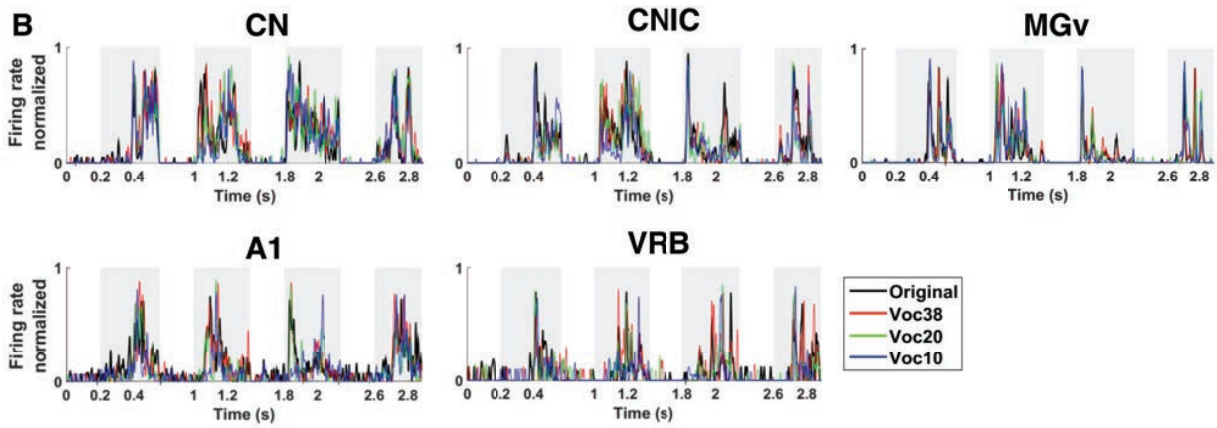 B
CN
CNIC
MGv
Firing rate
normalized
1
0
0 0.2 0.4 1 1.2 1.8 2 2.6 2.8
Time (s)
1
0
0 0.2 0.4 1 1.2 1.8 2 2.6 2.8
Time (s)
1
0
0 0.2 0.4 1 1.2 1.8 2 2.6 2.8
Time (s)
A1
VRB
Firing rate
normalized
1
0
0 0.2 0.4 1 1.2 1.8 2 2.6 2.8
Time (s)
1
0
0 0.2 0.4 1 1.2 1.8 2 2.6 2.8
Time (s)
Original
Voc38
Voc20
Voc10